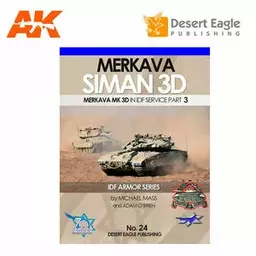 AK
Desert Eagle
PUBLISHING
MERKAVA
SIMAN 3D
MERKAVA MK 3D IN IDF SERVICE PART 3
IDF ARMOR SERIES
by MICHAEL MASS
and ADAM O'BRIEN
No. 24
DESERT EAGLE PUBLISHING